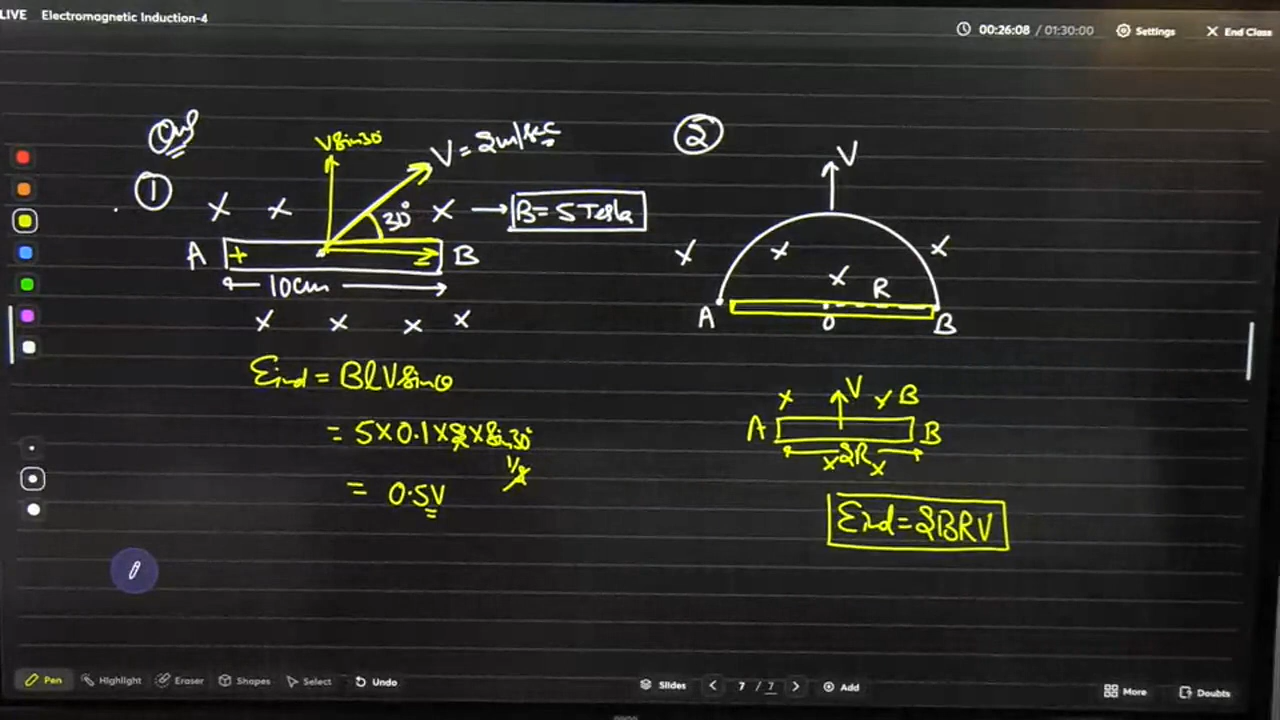 LIVE Electromagnetic Induction-4
00:26:08 / 01:30:00 Settings End Class
Que
①
V sin30°
V = 2m/sec
30°
× × × → B = 5 Tesla
A + - B
10cm
× × × ×
Eind = BlVsinθ
= 5×0.1×2×sin30°
1/2
= 0.5V
②
V
× × ×
×
R
A O B
V
× × B
A B
2R
× ×
Eind = 2BRV
Pen Highlight Eraser Shapes Select Undo
Slides 7 / 7 Add
More Doubts